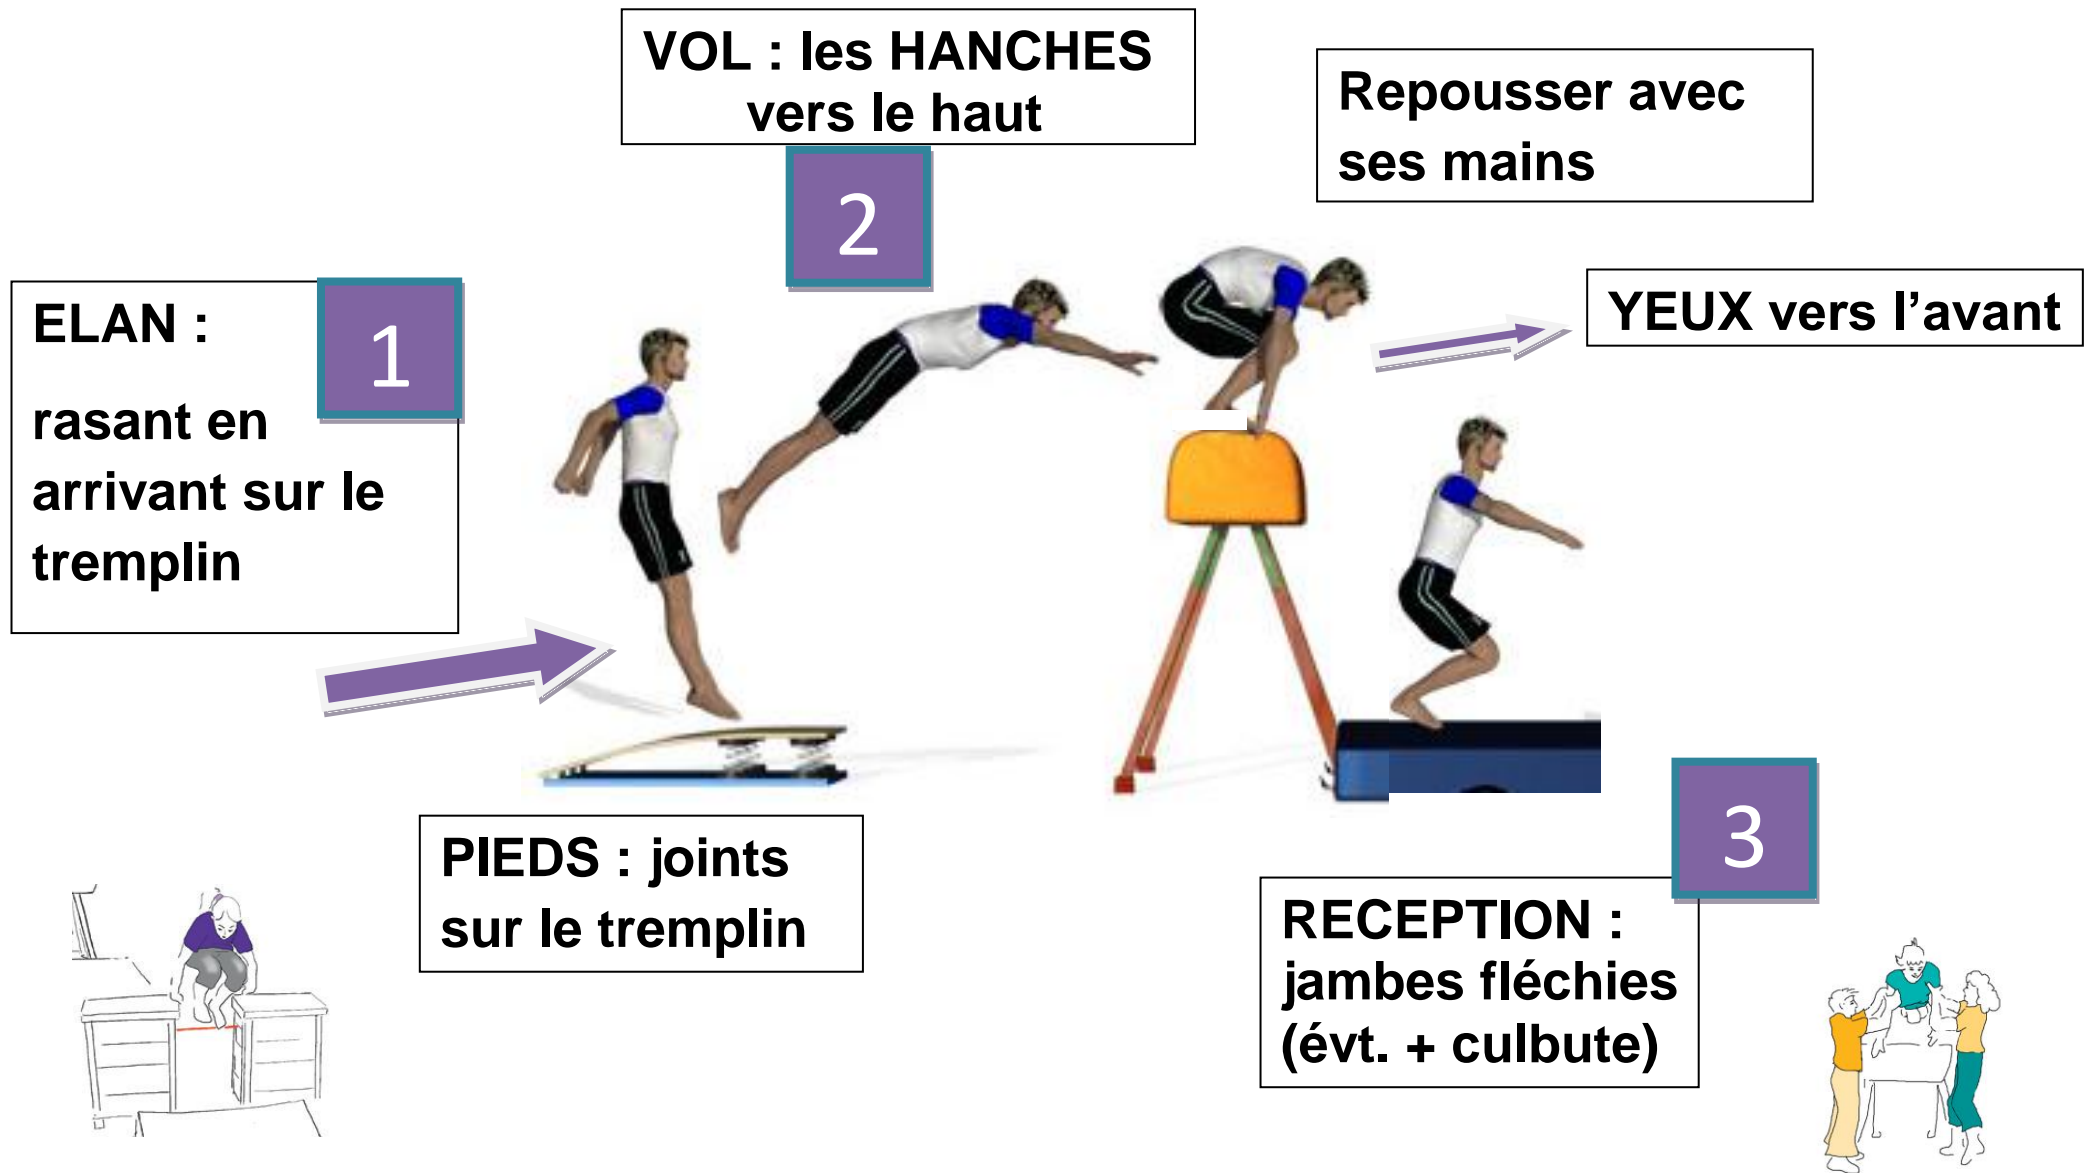 VOL : les HANCHES
vers le haut
2
Repousser avec
ses mains
YEUX vers l’avant
ELAN :
1
rasant en
arrivant sur le
tremplin
PIEDS : joints
sur le tremplin
3
RECEPTION :
jambes fléchies
(évt. + culbute)